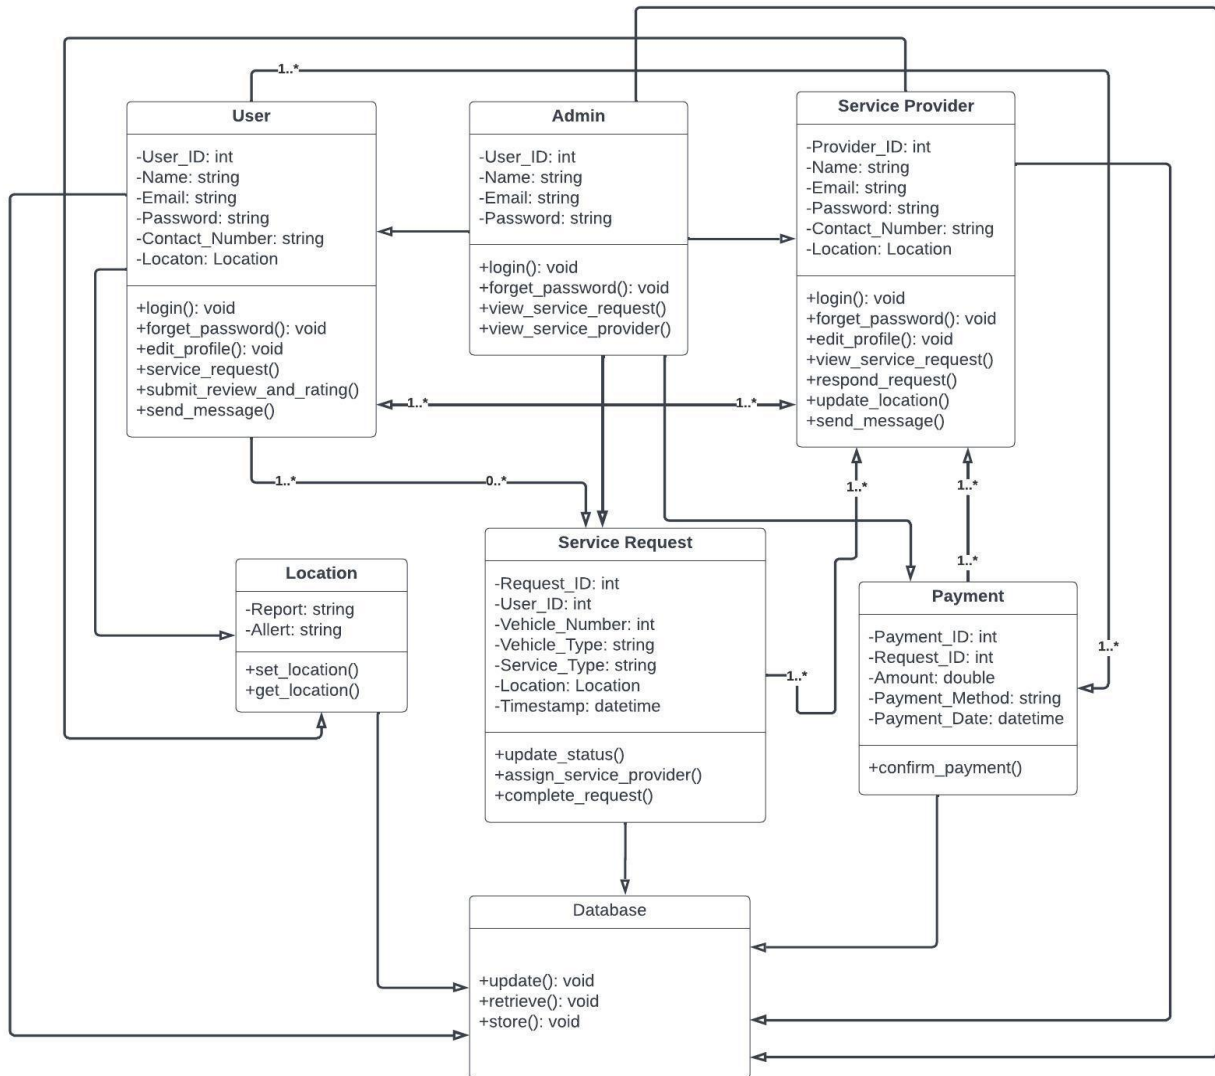 1..*
User
-User_ID: int
-Name: string
-Email: string
-Password: string
-Contact_Number: string
-Locaton: Location
+login(): void
+forget_password(): void
+edit_profile(): void
+service_request()
+submit_review_and_rating()
+send_message()
Admin
-User_ID: int
-Name: string
-Email: string
-Password: string
+login(): void
+forget_password(): void
+view_service_request()
+view_service_provider()
Service Provider
-Provider_ID: int
-Name: string
-Email: string
-Password: string
-Contact_Number: string
-Location: Location
+login(): void
+forget_password(): void
+edit_profile(): void
+view_service_request()
+respond_request()
+update_location()
+send_message()
1..*
1..*
1..*
0..*
1..*
1..*
1..*
1..*
1..*
Location
-Report: string
-Allert: string
+set_location()
+get_location()
Service Request
-Request_ID: int
-User_ID: int
-Vehicle_Number: int
-Vehicle_Type: string
-Service_Type: string
-Location: Location
-Timestamp: datetime
+update_status()
+assign_service_provider()
+complete_request()
Payment
-Payment_ID: int
-Request_ID: int
-Amount: double
-Payment_Method: string
-Payment_Date: datetime
+confirm_payment()
Database
+update(): void
+retrieve(): void
+store(): void